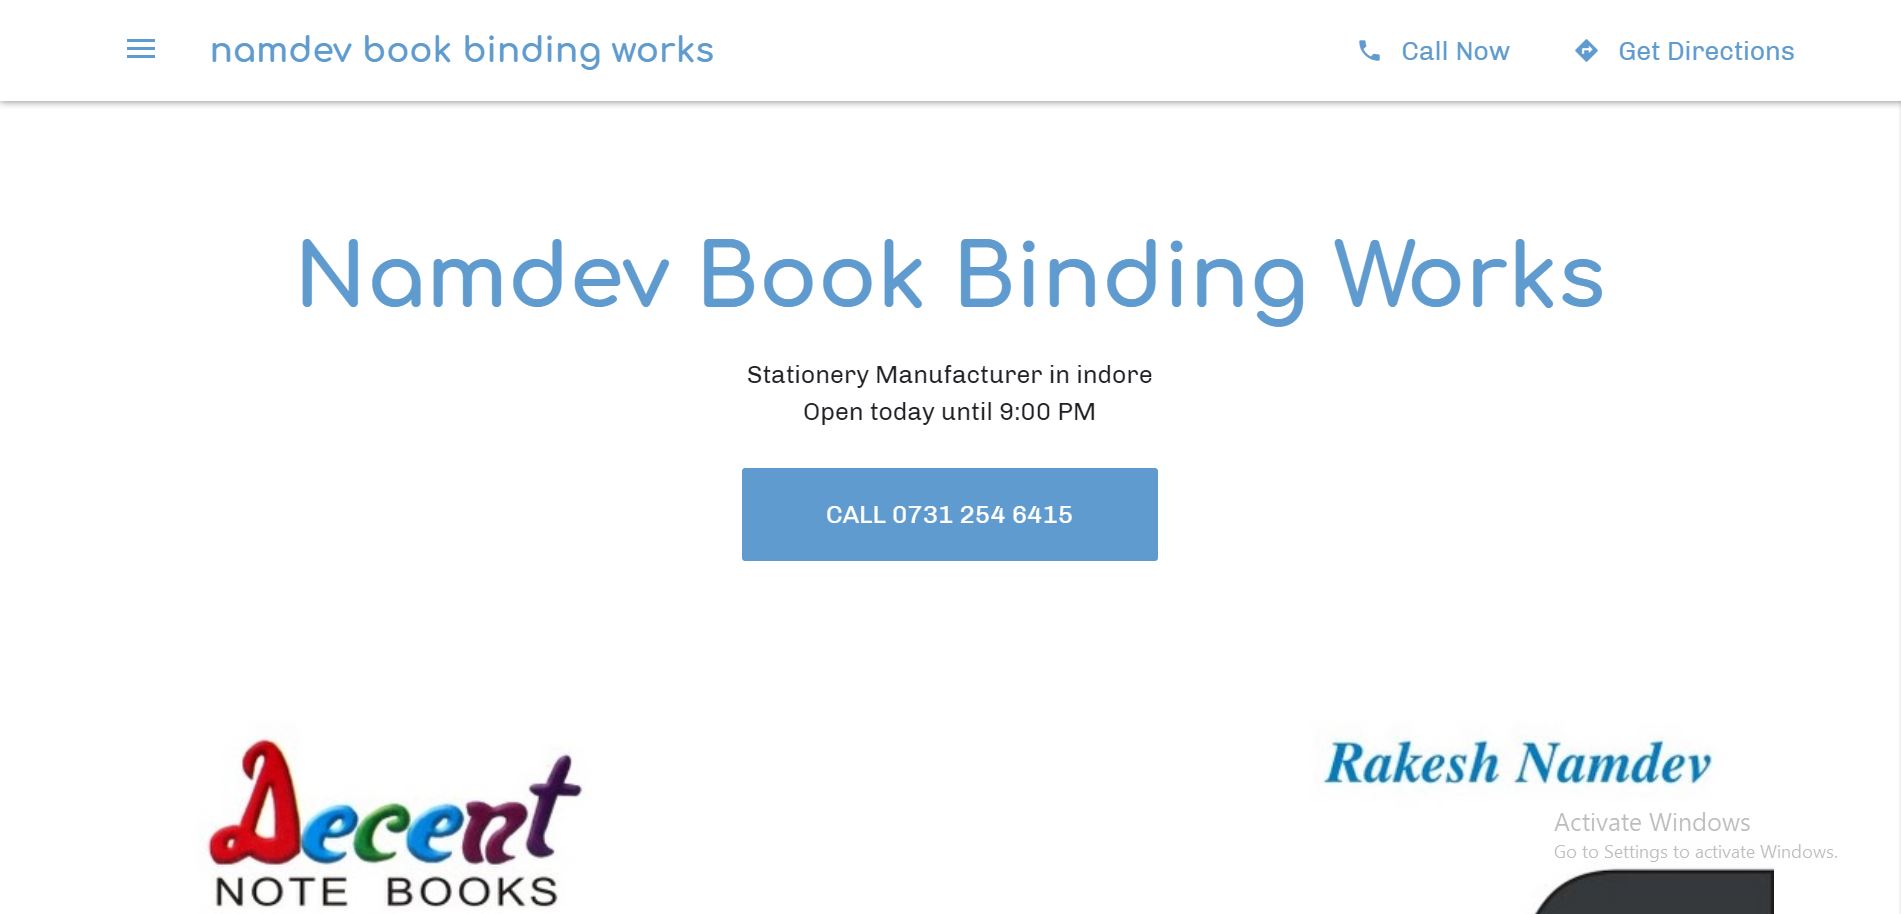 namdev book binding works
Call Now
Get Directions
Namdev Book Binding Works
Stationery Manufacturer in indore
Open today until 9:00 PM
CALL 0731 254 6415
Decent
NOTE BOOKS
Rakesh Namdev
Activate Windows
Go to Settings to activate Windows.